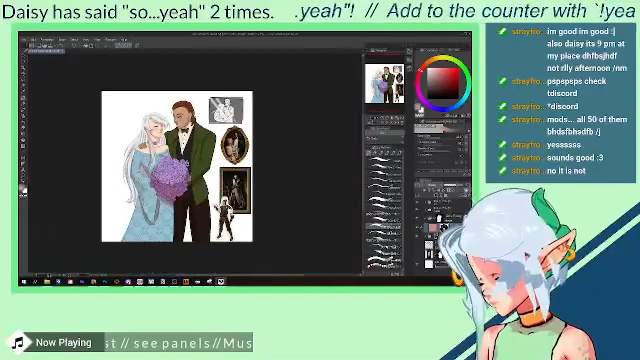 Daisy has said "so...yeah" 2 times.
.yeah"! // Add to the counter with `!yea
strayfro... im good im good :]
also daisy its 9 pm at
my place dhfbsjhdf
not rlly afternoon /nm
strayfro... pspspsps check
tdiscord
strayfro... *discord
strayfro... mods... all 50 of them
bhdsfbhsdfb /j
strayfro... yessssss
strayfro... sounds good :3
strayfro... no it is not
Now Playing
st // see panels//Mus